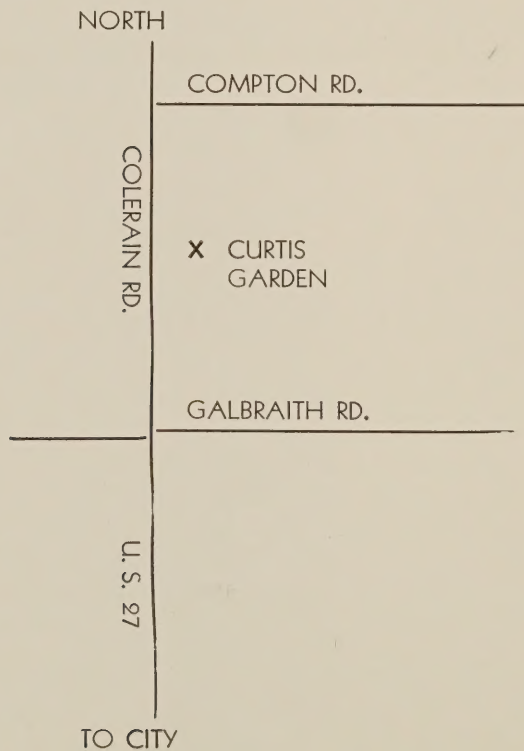 NORTH
COMPTON RD.
COLERAIN RD.
X CURTIS
GARDEN
GALBRAITH RD.
U. S. 27
TO CITY